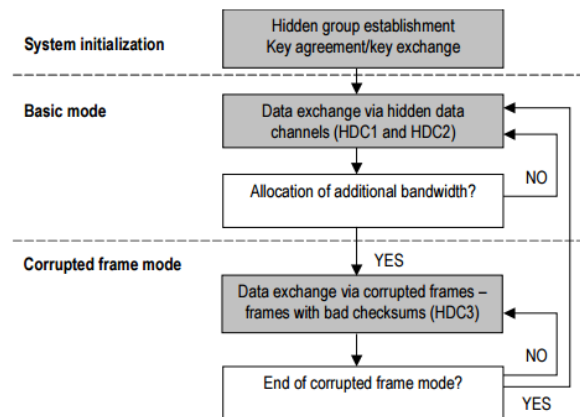 System initialization
Hidden group establishment
Key agreement/key exchange
Basic mode
Data exchange via hidden data
channels (HDC1 and HDC2)
NO
Allocation of additional bandwidth?
YES
Corrupted frame mode
Data exchange via corrupted frames –
frames with bad checksums (HDC3)
NO
End of corrupted frame mode?
YES